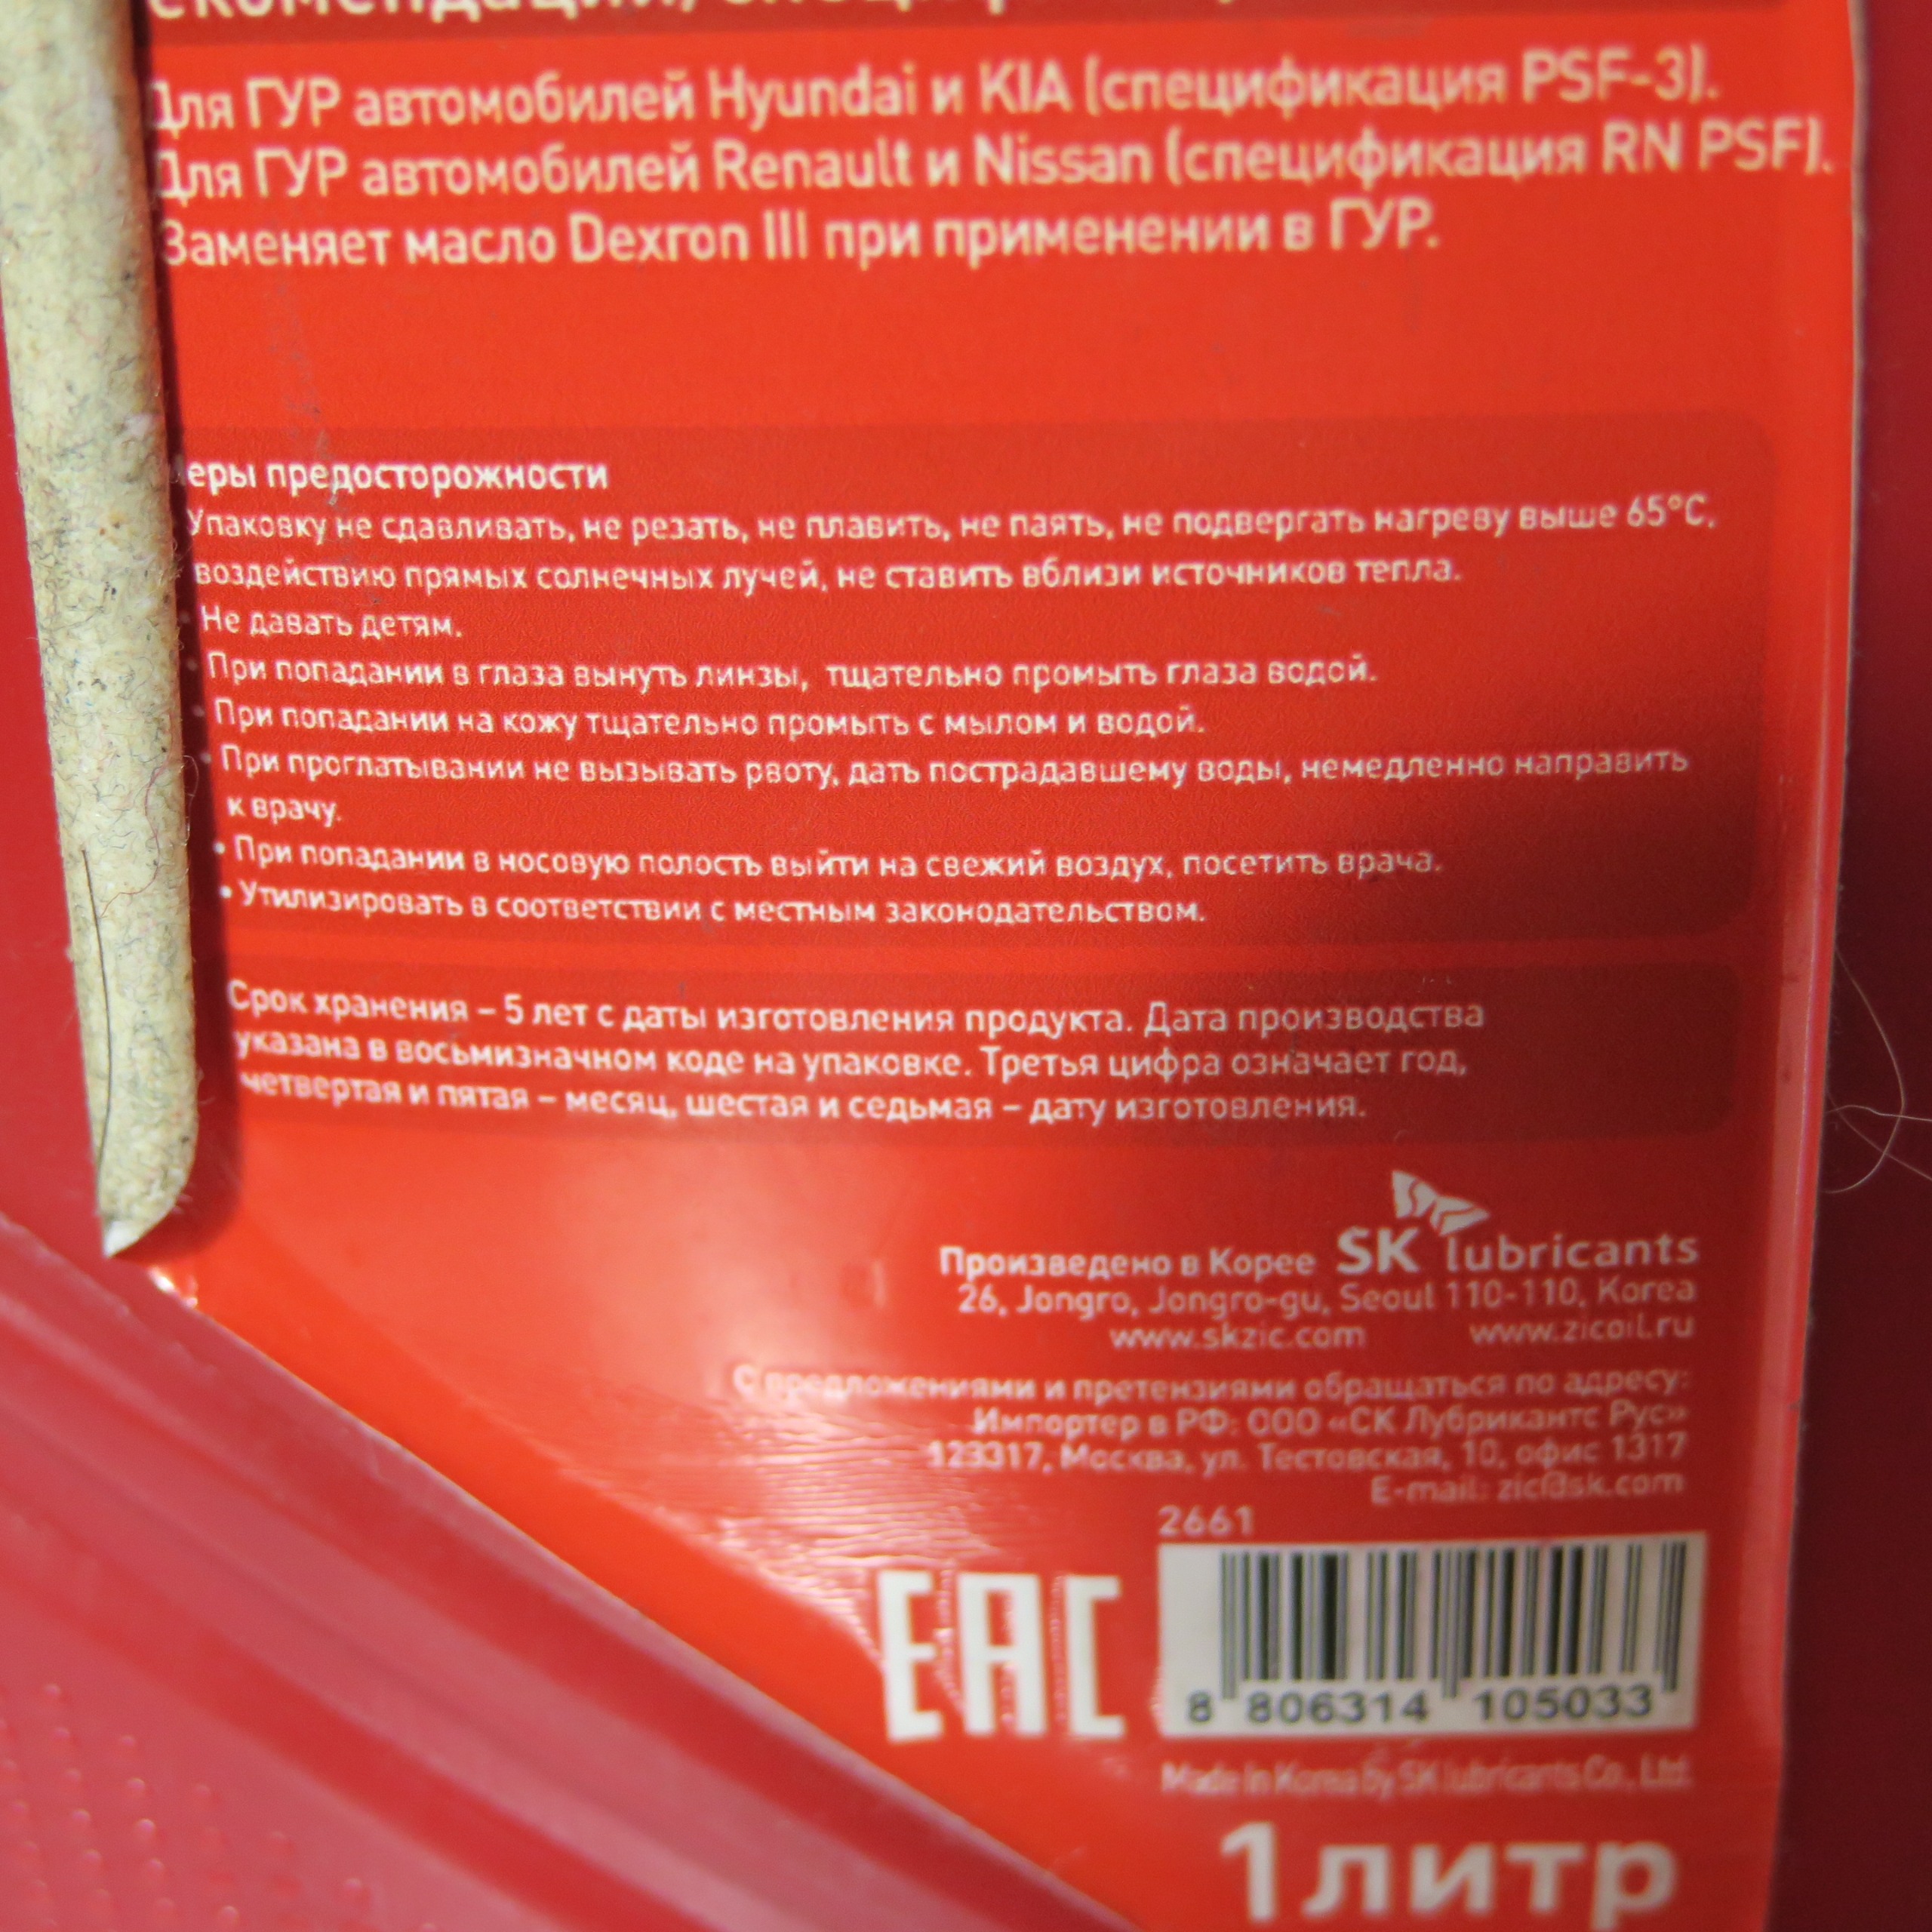 Для ГУР автомобилей Hyundai и KIA (спецификация PSF-3).
Для ГУР автомобилей Renault и Nissan (спецификация RN PSF).
Заменяет масло Dexron III при применении в ГУР.
еры предосторожности
Упаковку не сдавливать, не резать, не плавить, не паять, не подвергать нагреву выше 65°С,
воздействию прямых солнечных лучей, не ставить вблизи источников тепла.
• Не давать детям.
• При попадании в глаза вынуть линзы, тщательно промыть глаза водой.
• При попадании на кожу тщательно промыть с мылом и водой.
• При проглатывании не вызывать рвоту, дать пострадавшему воды, немедленно направить
к врачу.
• При попадании в носовую полость выйти на свежий воздух, посетить врача.
• Утилизировать в соответствии с местным законодательством.
Срок хранения – 5 лет с даты изготовления продукта. Дата производства
указана в восьмизначном коде на упаковке. Третья цифра означает год,
четвертая и пятая – месяц, шестая и седьмая – дату изготовления.
Произведено в Корее SK lubricants
26, Jongro, Jongro-gu, Seoul 110-110, Korea
www.skzic.com www.zicoil.ru
С предложениями и претензиями обращаться по адресу:
Импортер в РФ: ООО «СК Лубрикантс Рус»
123317, Москва, ул. Тестовская, 10, офис 1317
E-mail: zic@sk.com
2661
EAC
8 806314 105033
Made in Korea by SK lubricants Co., Ltd.
1 литр